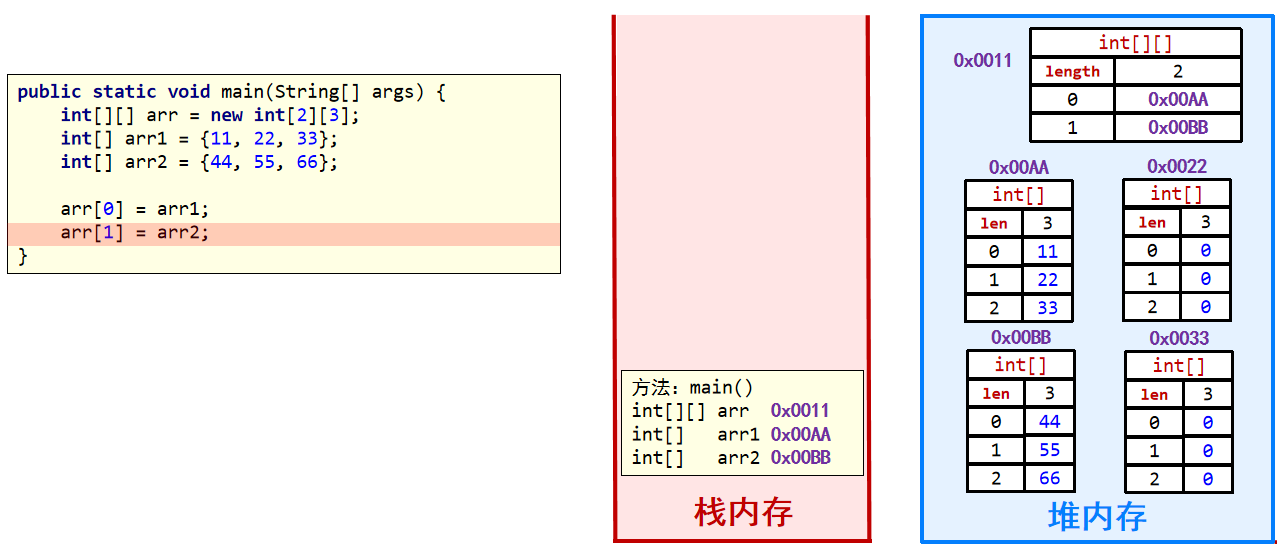 public static void main(String[] args) {
int[][] arr = new int[2][3];
int[] arr1 = {11, 22, 33};
int[] arr2 = {44, 55, 66};
arr[0] = arr1;
arr[1] = arr2;
}
方法：main()
int[][] arr 0x0011
int[] arr1 0x00AA
int[] arr2 0x00BB
栈内存
0x0011
int[][]
length 2
0 0x00AA
1 0x00BB
0x00AA
int[]
len 3
0 11
1 22
2 33
0x0022
int[]
len 3
0 0
1 0
2 0
0x00BB
int[]
len 3
0 44
1 55
2 66
0x0033
int[]
len 3
0 0
1 0
2 0
堆内存